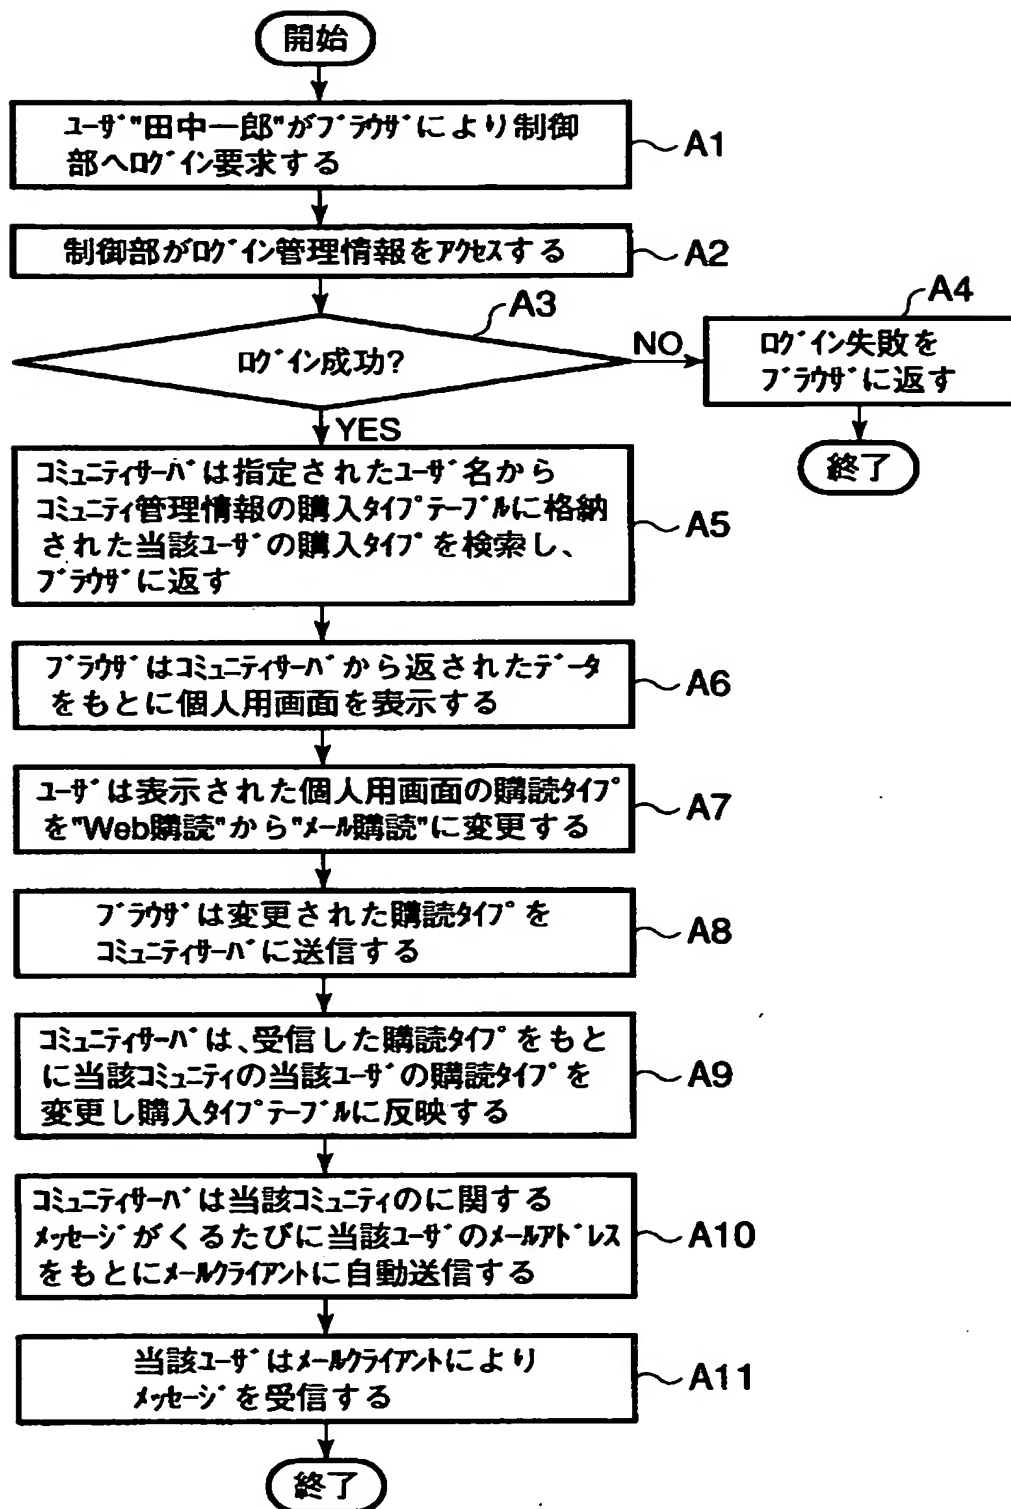 開始
ユーザ"田中一郎"がブラウザにより制御
部へログイン要求する
A1
制御部がログイン管理情報をアクセスする
A2
A3
ログイン成功?
NO
YES
A4
ログイン失敗を
ブラウザに返す
終了
コミュニティサーバは指定されたユーザ名から
コミュニティ管理情報の購入タイプテーブルに格納
された当該ユーザの購入タイプを検索し、
ブラウザに返す
A5
ブラウザはコミュニティサーバから返されたデータ
をもとに個人用画面を表示する
A6
ユーザは表示された個人用画面の購読タイプ
を"Web購読"から"メール購読"に変更する
A7
ブラウザは変更された購読タイプを
コミュニティサーバに送信する
A8
コミュニティサーバは、受信した購読タイプをもと
に当該コミュニティの当該ユーザの購読タイプを
変更し購入タイプテーブルに反映する
A9
コミュニティサーバは当該コミュニティのに関する
メッセージがくるたびに当該ユーザのメールアドレス
をもとにメールクライアントに自動送信する
A10
当該ユーザはメールクライアントにより
メッセージを受信する
A11
終了